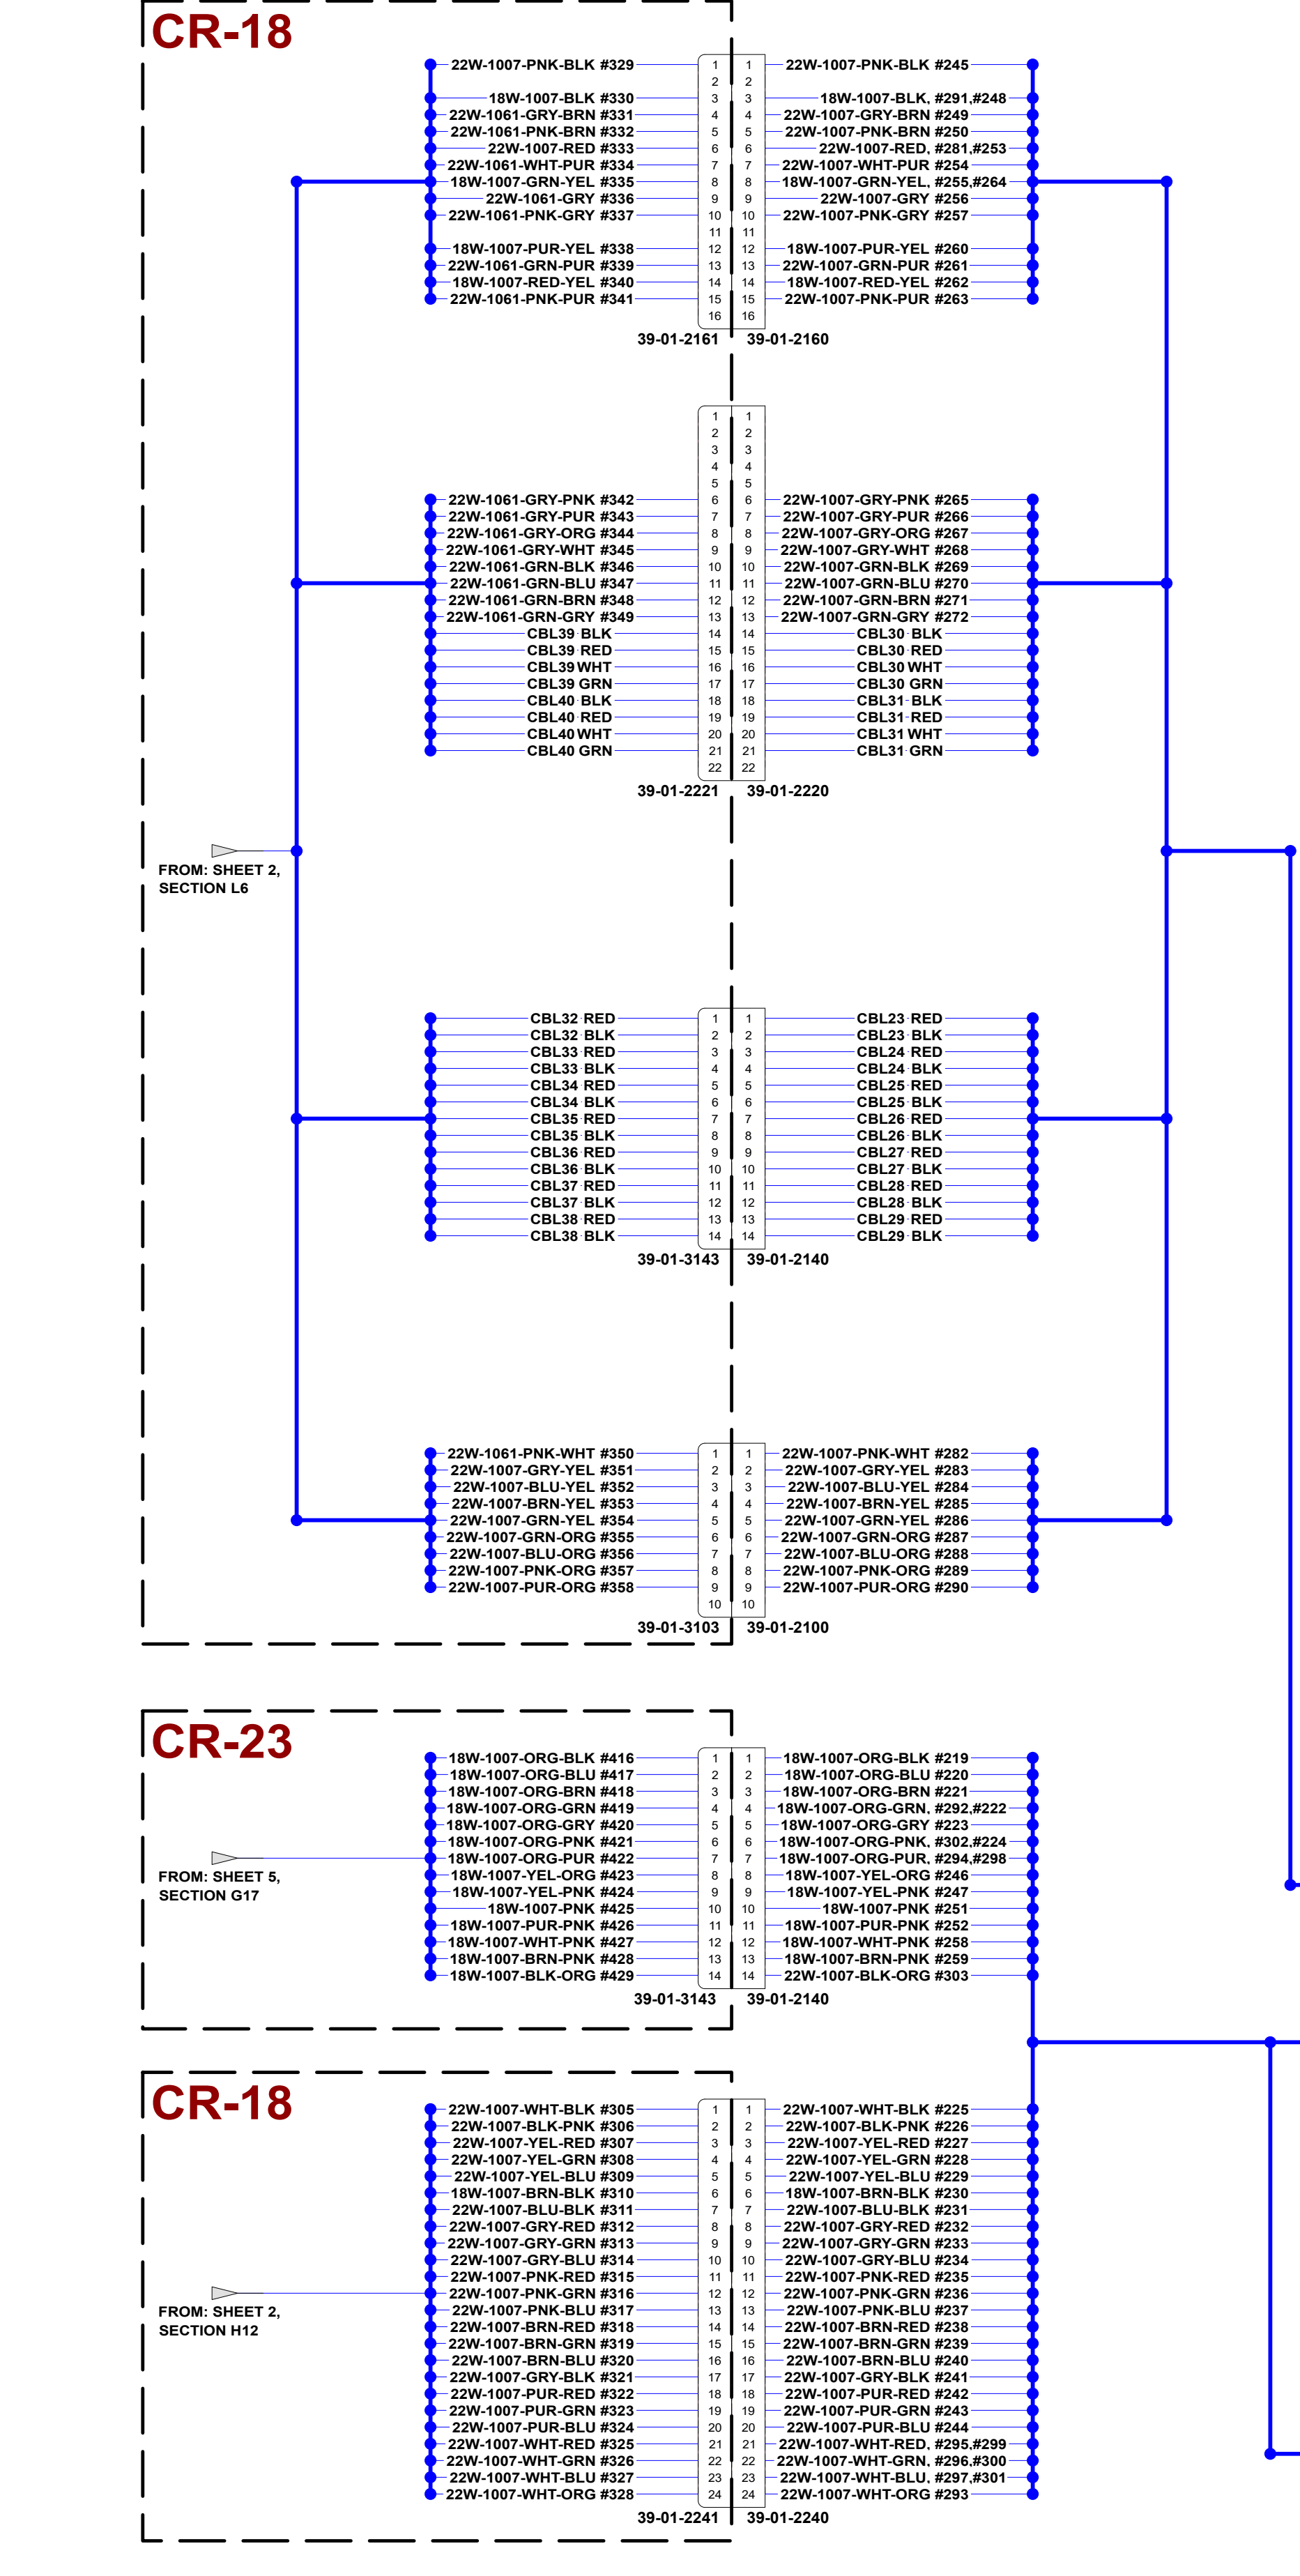 CR-18
22W-1007-PNK-BLK #329 1 1 22W-1007-PNK-BLK #245
2 2
18W-1007-BLK #330 3 3 18W-1007-BLK, #291,#248
22W-1061-GRY-BRN #331 4 4 22W-1007-GRY-BRN #249
22W-1061-PNK-BRN #332 5 5 22W-1007-PNK-BRN #250
22W-1007-RED #333 6 6 22W-1007-RED, #281,#253
22W-1061-WHT-PUR #334 7 7 22W-1007-WHT-PUR #254
18W-1007-GRN-YEL #335 8 8 18W-1007-GRN-YEL, #255,#264
22W-1061-GRY #336 9 9 22W-1007-GRY #256
22W-1061-PNK-GRY #337 10 10 22W-1007-PNK-GRY #257
11 11
18W-1007-PUR-YEL #338 12 12 18W-1007-PUR-YEL #260
22W-1061-GRN-PUR #339 13 13 22W-1007-GRN-PUR #261
18W-1007-RED-YEL #340 14 14 18W-1007-RED-YEL #262
22W-1061-PNK-PUR #341 15 15 22W-1007-PNK-PUR #263
16 16
39-01-2161 39-01-2160
1 1
2 2
3 3
4 4
5 5
22W-1061-GRY-PNK #342 6 6 22W-1007-GRY-PNK #265
22W-1061-GRY-PUR #343 7 7 22W-1007-GRY-PUR #266
22W-1061-GRY-ORG #344 8 8 22W-1007-GRY-ORG #267
22W-1061-GRY-WHT #345 9 9 22W-1007-GRY-WHT #268
22W-1061-GRN-BLK #346 10 10 22W-1007-GRN-BLK #269
22W-1061-GRN-BLU #347 11 11 22W-1007-GRN-BLU #270
22W-1061-GRN-BRN #348 12 12 22W-1007-GRN-BRN #271
22W-1061-GRN-GRY #349 13 13 22W-1007-GRN-GRY #272
CBL39 BLK 14 14 CBL30 BLK
CBL39 RED 15 15 CBL30 RED
CBL39 WHT 16 16 CBL30 WHT
CBL39 GRN 17 17 CBL30 GRN
CBL40 BLK 18 18 CBL31 BLK
CBL40 RED 19 19 CBL31 RED
CBL40 WHT 20 20 CBL31 WHT
CBL40 GRN 21 21 CBL31 GRN
22 22
39-01-2221 39-01-2220
FROM: SHEET 2,
SECTION L6
CBL32 RED 1 1 CBL23 RED
CBL32 BLK 2 2 CBL23 BLK
CBL33 RED 3 3 CBL24 RED
CBL33 BLK 4 4 CBL24 BLK
CBL34 RED 5 5 CBL25 RED
CBL34 BLK 6 6 CBL25 BLK
CBL35 RED 7 7 CBL26 RED
CBL35 BLK 8 8 CBL26 BLK
CBL36 RED 9 9 CBL27 RED
CBL36 BLK 10 10 CBL27 BLK
CBL37 RED 11 11 CBL28 RED
CBL37 BLK 12 12 CBL28 BLK
CBL38 RED 13 13 CBL29 RED
CBL38 BLK 14 14 CBL29 BLK
39-01-3143 39-01-2140
22W-1061-PNK-WHT #350 1 1 22W-1007-PNK-WHT #282
22W-1007-GRY-YEL #351 2 2 22W-1007-GRY-YEL #283
22W-1007-BLU-YEL #352 3 3 22W-1007-BLU-YEL #284
22W-1007-BRN-YEL #353 4 4 22W-1007-BRN-YEL #285
22W-1007-GRN-YEL #354 5 5 22W-1007-GRN-YEL #286
22W-1007-GRN-ORG #355 6 6 22W-1007-GRN-ORG #287
22W-1007-BLU-ORG #356 7 7 22W-1007-BLU-ORG #288
22W-1007-PNK-ORG #357 8 8 22W-1007-PNK-ORG #289
22W-1007-PUR-ORG #358 9 9 22W-1007-PUR-ORG #290
10 10
39-01-3103 39-01-2100
CR-23
18W-1007-ORG-BLK #416 1 1 18W-1007-ORG-BLK #219
18W-1007-ORG-BLU #417 2 2 18W-1007-ORG-BLU #220
18W-1007-ORG-BRN #418 3 3 18W-1007-ORG-BRN #221
18W-1007-ORG-GRN #419 4 4 18W-1007-ORG-GRN, #292,#222
18W-1007-ORG-GRY #420 5 5 18W-1007-ORG-GRY #223
18W-1007-ORG-PNK #421 6 6 18W-1007-ORG-PNK, #302,#224
18W-1007-ORG-PUR #422 7 7 18W-1007-ORG-PUR, #294,#298
18W-1007-YEL-ORG #423 8 8 18W-1007-YEL-ORG #246
18W-1007-YEL-PNK #424 9 9 18W-1007-YEL-PNK #247
18W-1007-PNK #425 10 10 18W-1007-PNK #251
18W-1007-PUR-PNK #426 11 11 18W-1007-PUR-PNK #252
18W-1007-WHT-PNK #427 12 12 18W-1007-WHT-PNK #258
18W-1007-BRN-PNK #428 13 13 18W-1007-BRN-PNK #259
18W-1007-BLK-ORG #429 14 14 22W-1007-BLK-ORG #303
39-01-3143 39-01-2140
FROM: SHEET 5,
SECTION G17
CR-18
22W-1007-WHT-BLK #305 1 1 22W-1007-WHT-BLK #225
22W-1007-BLK-PNK #306 2 2 22W-1007-BLK-PNK #226
22W-1007-YEL-RED #307 3 3 22W-1007-YEL-RED #227
22W-1007-YEL-GRN #308 4 4 22W-1007-YEL-GRN #228
22W-1007-YEL-BLU #309 5 5 22W-1007-YEL-BLU #229
18W-1007-BRN-BLK #310 6 6 18W-1007-BRN-BLK #230
22W-1007-BLU-BLK #311 7 7 22W-1007-BLU-BLK #231
22W-1007-GRY-RED #312 8 8 22W-1007-GRY-RED #232
22W-1007-GRY-GRN #313 9 9 22W-1007-GRY-GRN #233
22W-1007-GRY-BLU #314 10 10 22W-1007-GRY-BLU #234
22W-1007-PNK-RED #315 11 11 22W-1007-PNK-RED #235
22W-1007-PNK-GRN #316 12 12 22W-1007-PNK-GRN #236
22W-1007-PNK-BLU #317 13 13 22W-1007-PNK-BLU #237
22W-1007-BRN-RED #318 14 14 22W-1007-BRN-RED #238
22W-1007-BRN-GRN #319 15 15 22W-1007-BRN-GRN #239
22W-1007-BRN-BLU #320 16 16 22W-1007-BRN-BLU #240
22W-1007-GRY-BLK #321 17 17 22W-1007-GRY-BLK #241
22W-1007-PUR-RED #322 18 18 22W-1007-PUR-RED #242
22W-1007-PUR-GRN #323 19 19 22W-1007-PUR-GRN #243
22W-1007-PUR-BLU #324 20 20 22W-1007-PUR-BLU #244
22W-1007-WHT-RED #325 21 21 22W-1007-WHT-RED, #295,#299
22W-1007-WHT-GRN #326 22 22 22W-1007-WHT-GRN, #296,#300
22W-1007-WHT-BLU #327 23 23 22W-1007-WHT-BLU, #297,#301
22W-1007-WHT-ORG #328 24 24 22W-1007-WHT-ORG #293
39-01-2241 39-01-2240
FROM: SHEET 2,
SECTION H12